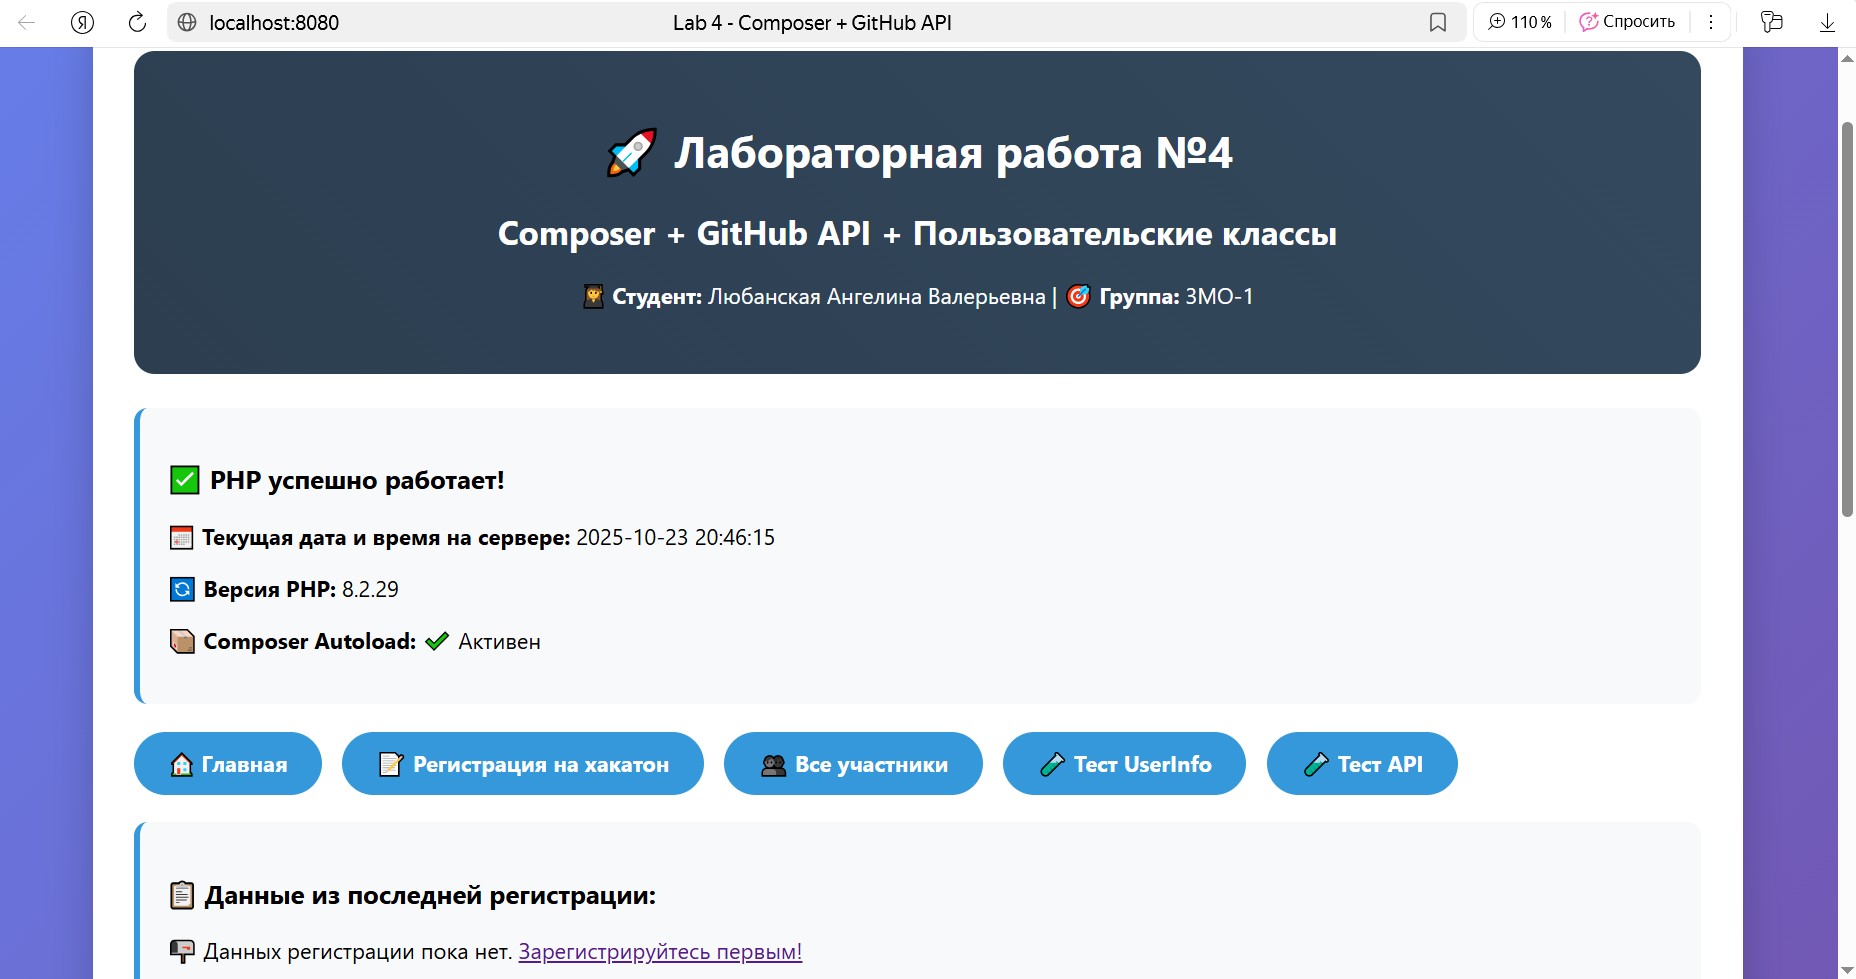 localhost:8080
Lab 4 - Composer + GitHub API
110 %
Спросить
Лабораторная работа №4
Composer + GitHub API + Пользовательские классы
Студент: Любанская Ангелина Валерьевна | Группа: 3МО-1
PHP успешно работает!
Текущая дата и время на сервере: 2025-10-23 20:46:15
Версия PHP: 8.2.29
Composer Autoload: ✔ Активен
Главная
Регистрация на хакатон
Все участники
Тест UserInfo
Тест API
Данные из последней регистрации:
Данных регистрации пока нет. Зарегистрируйтесь первым!